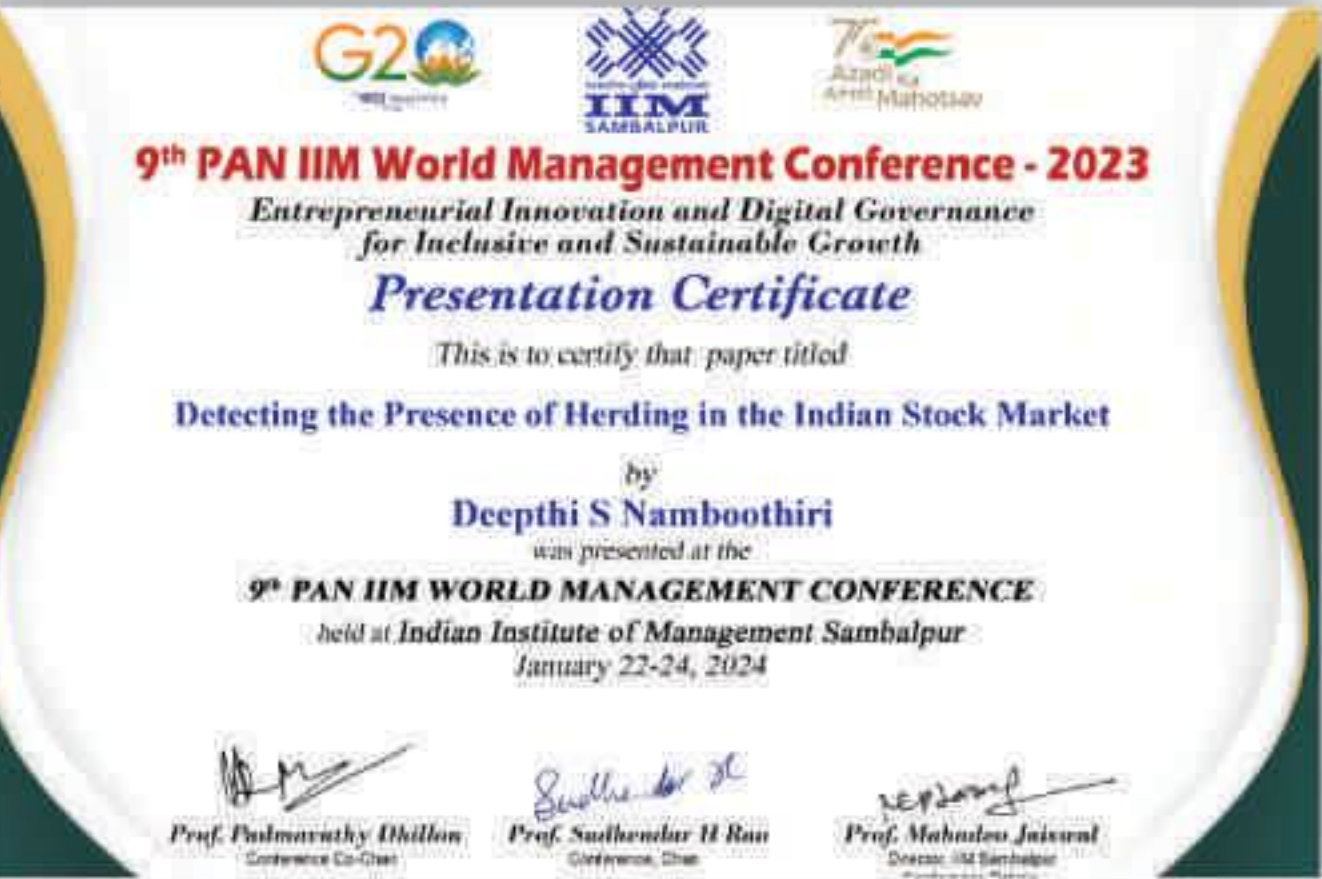 G20
76
Azadi Ka
Amrit Mahotsav
IIM
SAMBALPUR
9th PAN IIM World Management Conference - 2023
Entrepreneurial Innovation and Digital Governance
for Inclusive and Sustainable Growth
Presentation Certificate
This is to certify that paper titled
Detecting the Presence of Herding in the Indian Stock Market
by
Deepthi S Namboothiri
was presented at the
9th PAN IIM WORLD MANAGEMENT CONFERENCE
held at Indian Institute of Management Sambalpur
January 22-24, 2024
Prof. Padmavathy Dhillon
Prof. Sudhendar H Rao
Prof. Mahadeo Jaiswal
Conference Co-Chair
Conference, Chair
Director, IIM Sambalpur